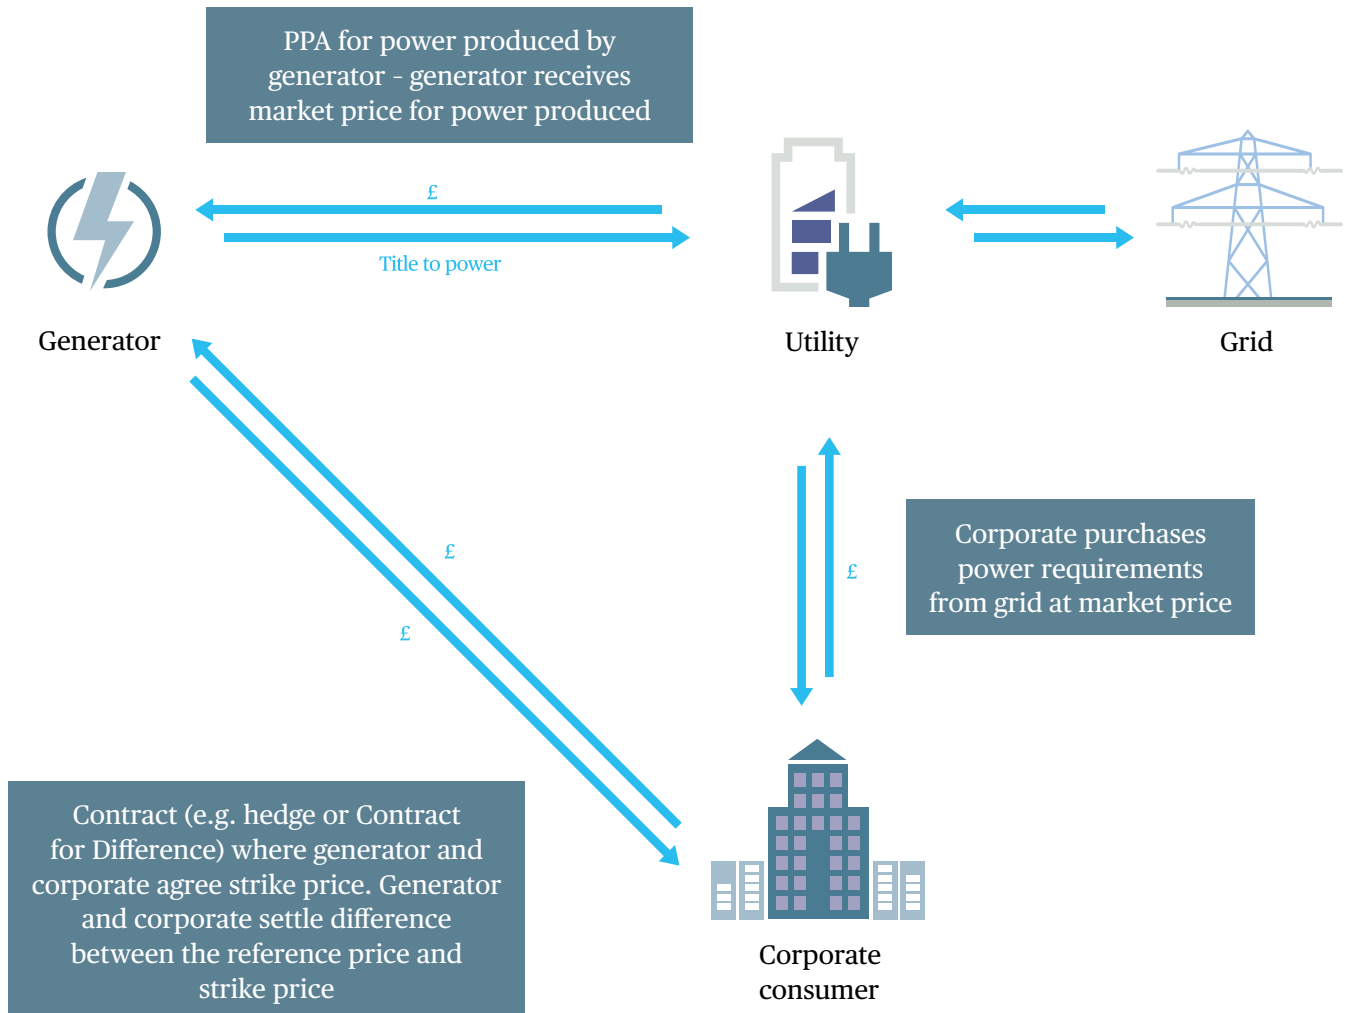 PPA for power produced by
generator – generator receives
market price for power produced
£
Title to power
Generator
Utility
Grid
£
£
£
Corporate purchases
power requirements
from grid at market price
Contract (e.g. hedge or Contract
for Difference) where generator and
corporate agree strike price. Generator
and corporate settle difference
between the reference price and
strike price
Corporate
consumer